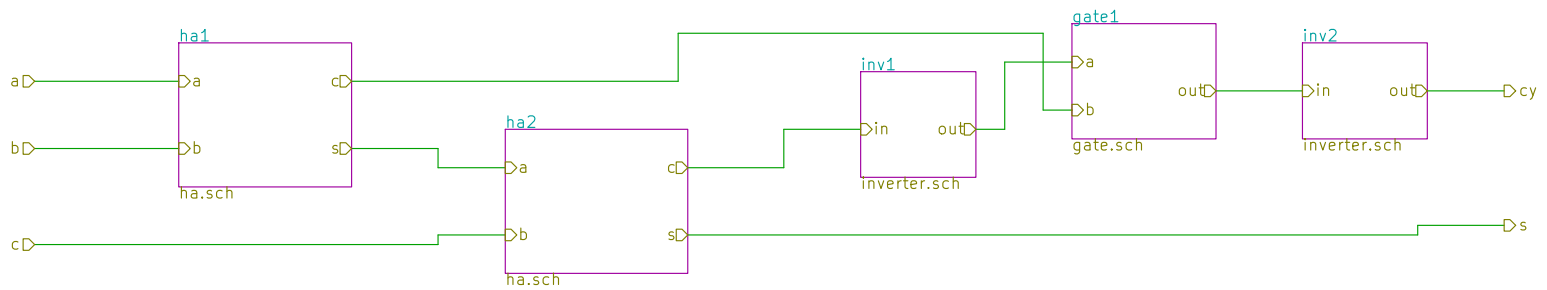 ha1
a
a
c
b
b
s
ha.sch
c
ha2
a
c
b
s
ha.sch
inv1
in
out
inverter.sch
gate1
a
out
b
gate.sch
inv2
in
out
inverter.sch
cy
s